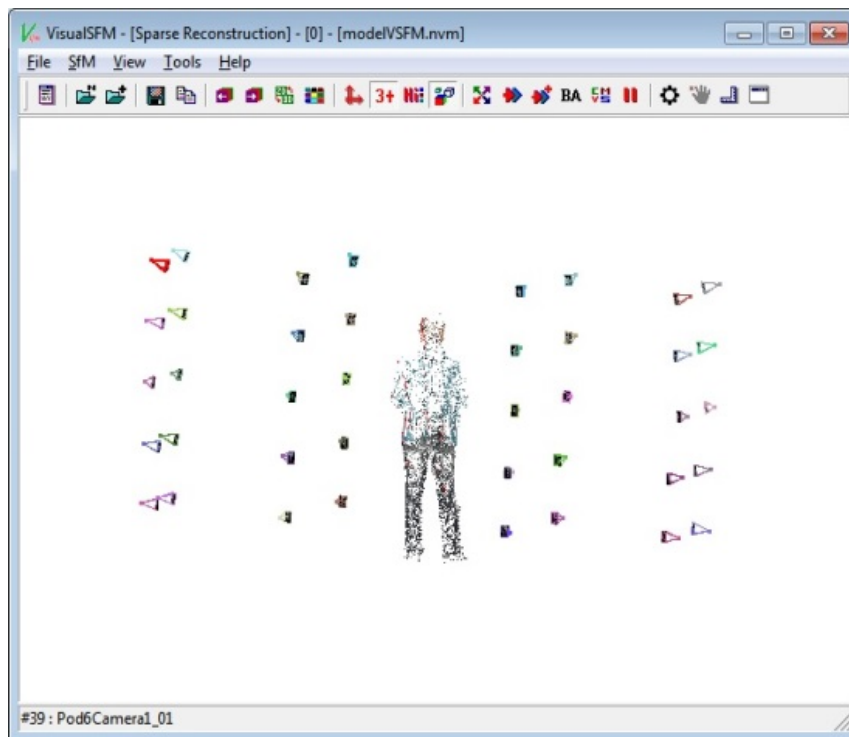 VisualSFM - [Sparse Reconstruction] - [0] - [modelVSFM.nvm]
File SfM View Tools Help
3+ BA
#39 : Pod6Camera1_01